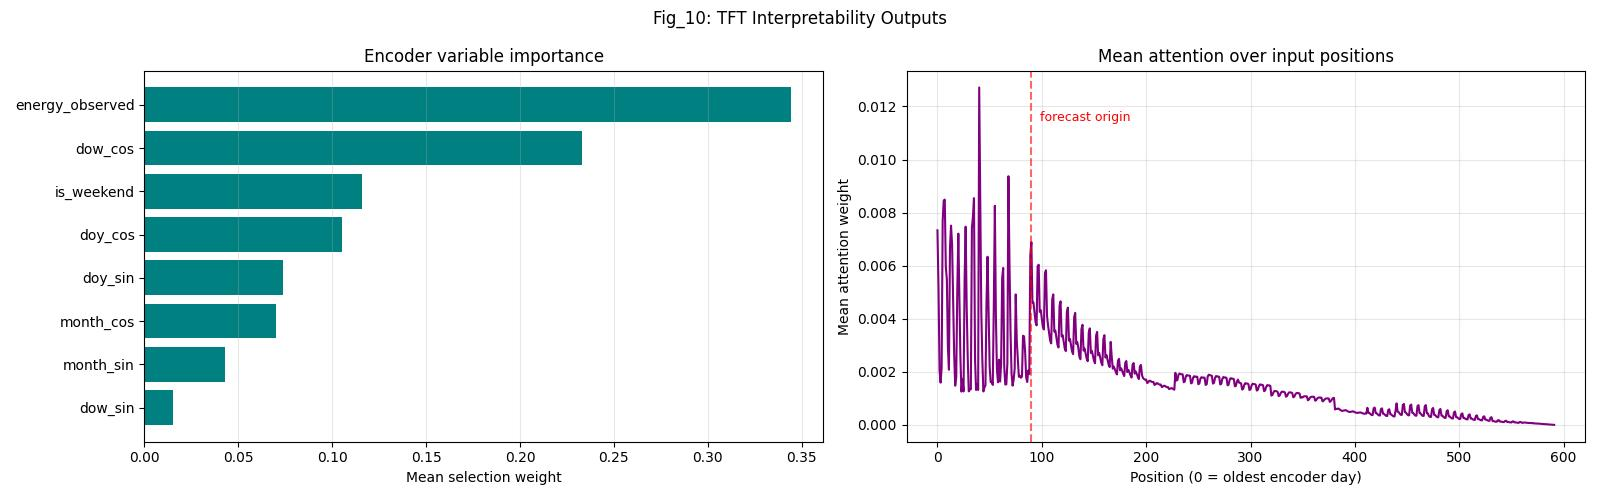 Fig_10: TFT Interpretability Outputs
Encoder variable importance
energy_observed
dow_cos
is_weekend
doy_cos
doy_sin
month_cos
month_sin
dow_sin
0.00 0.05 0.10 0.15 0.20 0.25 0.30 0.35
Mean selection weight
Mean attention over input positions
Mean attention weight
0.012
0.010
0.008
0.006
0.004
0.002
0.000
forecast origin
0 100 200 300 400 500 600
Position (0 = oldest encoder day)